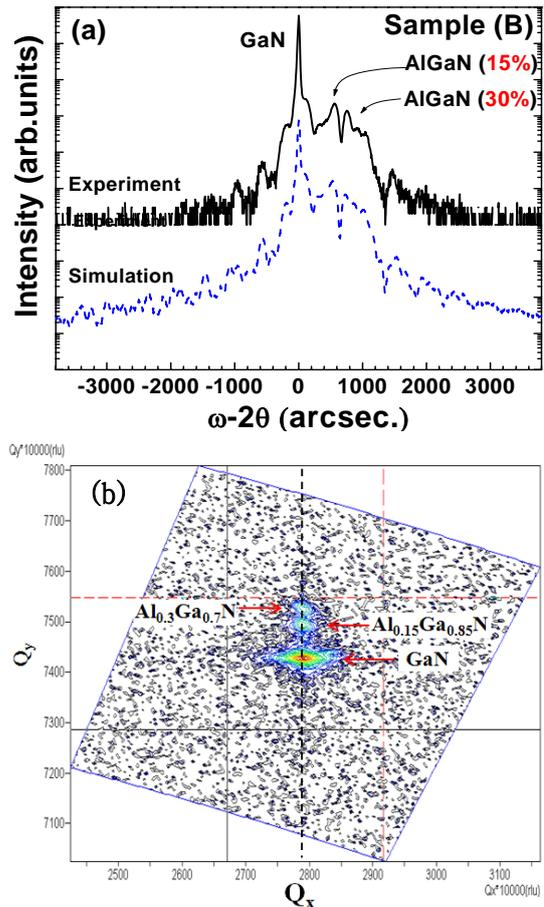 (a)
Sample (B)
GaN
AlGaN (15%)
AlGaN (30%)
Experiment
Experiment
Simulation
Intensity (arb.units)
-3000 -2000 -1000 0 1000 2000 3000
ω-2θ (arcsec.)
Qy*10000(rlu)
(b)
7800
7700
7600
7500
7400
7300
7200
7100
Al0.3Ga0.7N
Al0.15Ga0.85N
GaN
Qy
2500 2600 2700 2800 2900 3000 3100
Qx
Qx*10000(rlu)